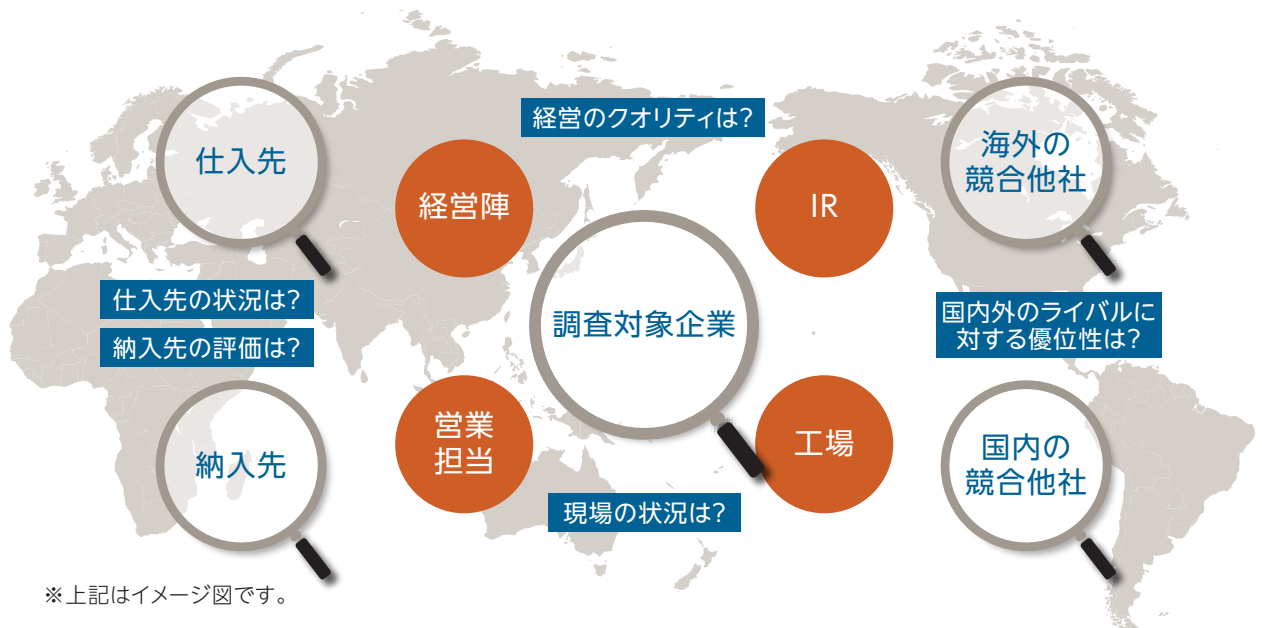 経営のクオリティは?
仕入先
経営陣
IR
海外の
競合他社
仕入先の状況は?
納入先の評価は?
調査対象企業
国内外のライバルに
対する優位性は?
納入先
営業
担当
工場
国内の
競合他社
現場の状況は?
※上記はイメージ図です。